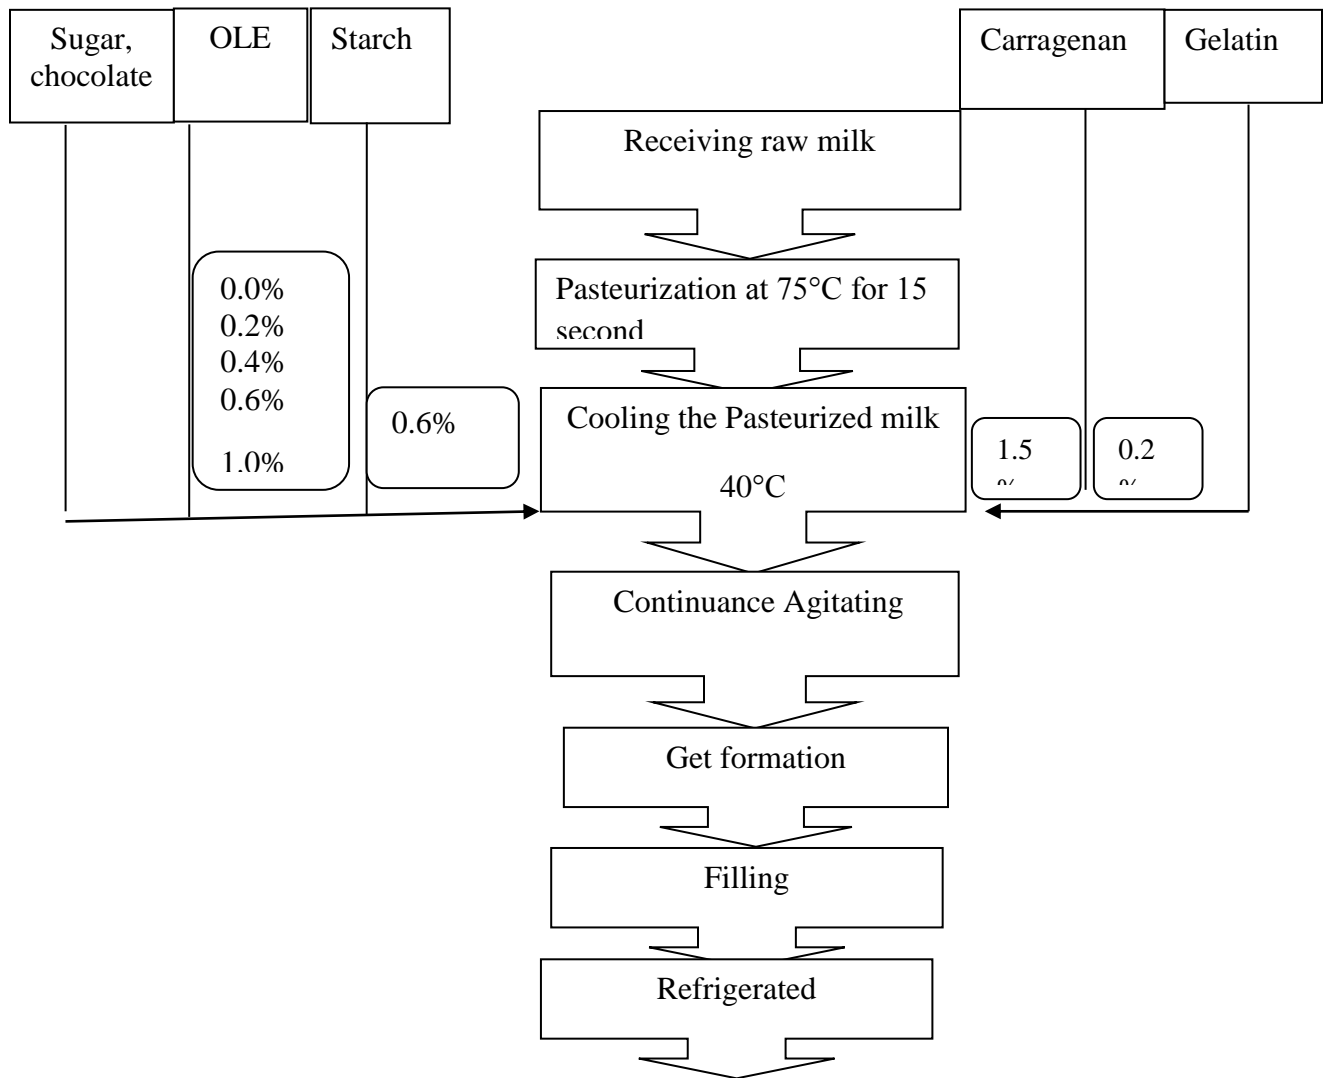 Sugar,
chocolate
OLE
Starch
Carragenan
Gelatin
Receiving raw milk
Pasteurization at 75°C for 15
second
0.0%
0.2%
0.4%
0.6%
1.0%
0.6%
Cooling the Pasteurized milk
40°C
1.5
%
0.2
%
Continuance Agitating
Get formation
Filling
Refrigerated